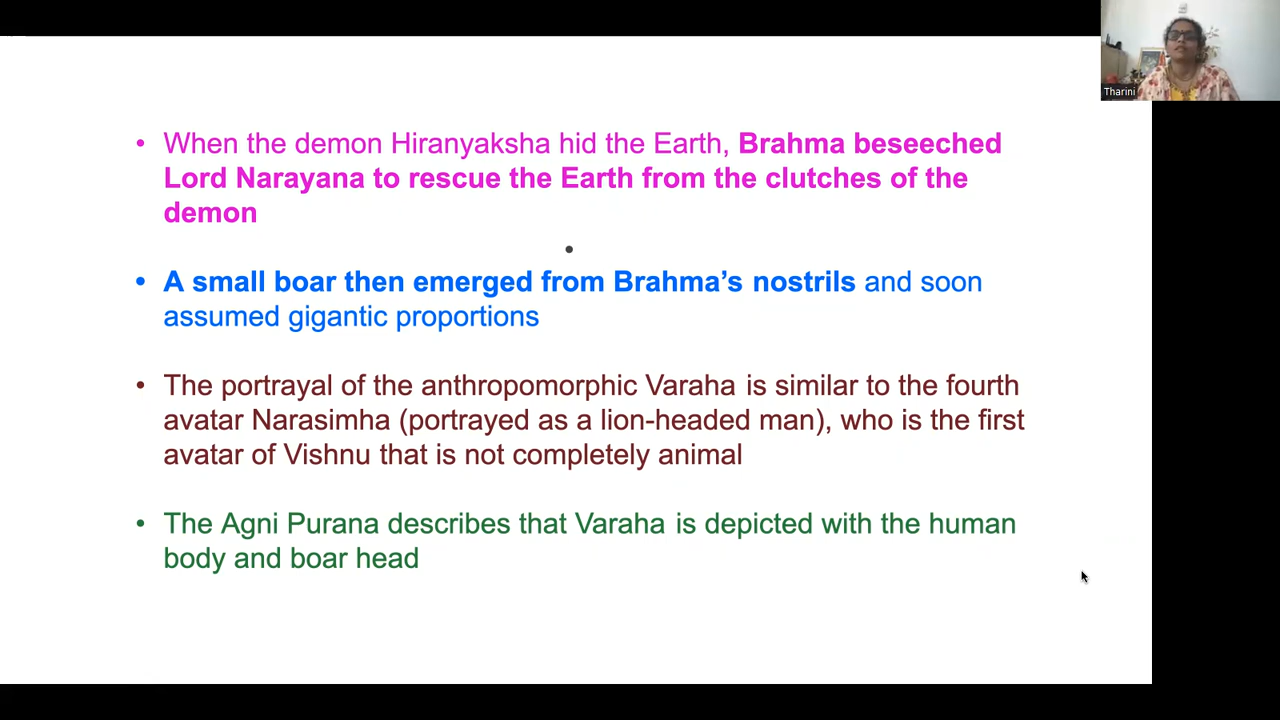 Tharini
• When the demon Hiranyaksha hid the Earth, Brahma beseeched
Lord Narayana to rescue the Earth from the clutches of the
demon
•
• A small boar then emerged from Brahma’s nostrils and soon
assumed gigantic proportions
• The portrayal of the anthropomorphic Varaha is similar to the fourth
avatar Narasimha (portrayed as a lion-headed man), who is the first
avatar of Vishnu that is not completely animal
• The Agni Purana describes that Varaha is depicted with the human
body and boar head